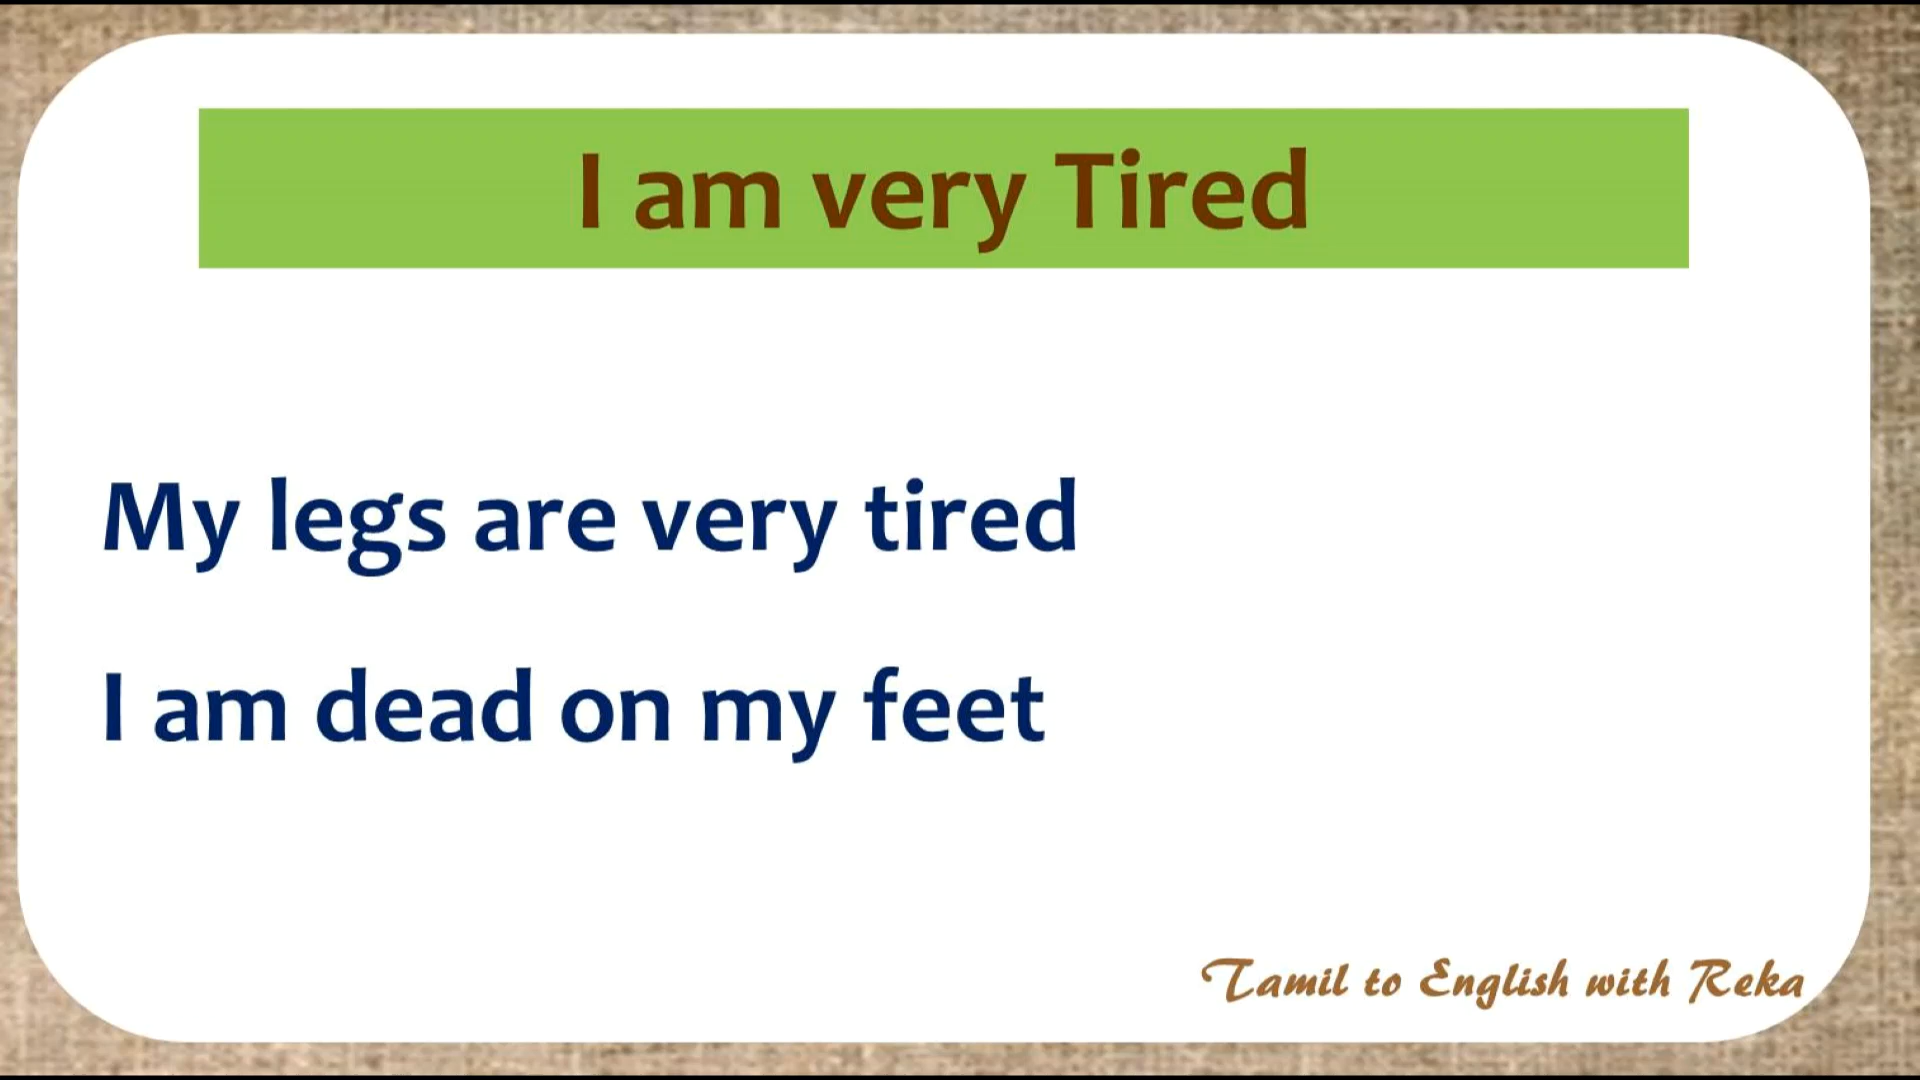 I am very Tired
My legs are very tired
I am dead on my feet
Tamil to English with Reka